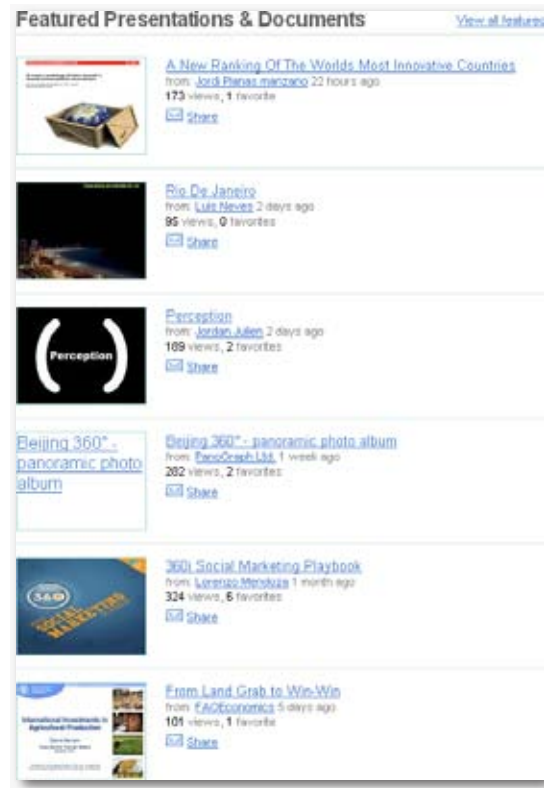 Featured Presentations & Documents
View all featured
A New Ranking Of The Worlds Most Innovative Countries
from: Jordi Planas manzano 22 hours ago
173 views, 1 favorite
Share
Rio De Janeiro
from: Luis Neves 2 days ago
95 views, 0 favorites
Share
Perception
Perception
from: Jordan Julien 2 days ago
189 views, 2 favorites
Share
Beijing 360° -
panoramic photo
album
Beijing 360° - panoramic photo album
from: PanoGraph Ltd. 1 week ago
282 views, 2 favorites
Share
360i
SOCIAL
MARKETING
360i Social Marketing Playbook
from: Lorenzo Mendoza 1 month ago
324 views, 6 favorites
Share
International Investments in
Agricultural Production
From Land Grab to Win-Win
from: FAOEconomics 5 days ago
101 views, 1 favorite
Share